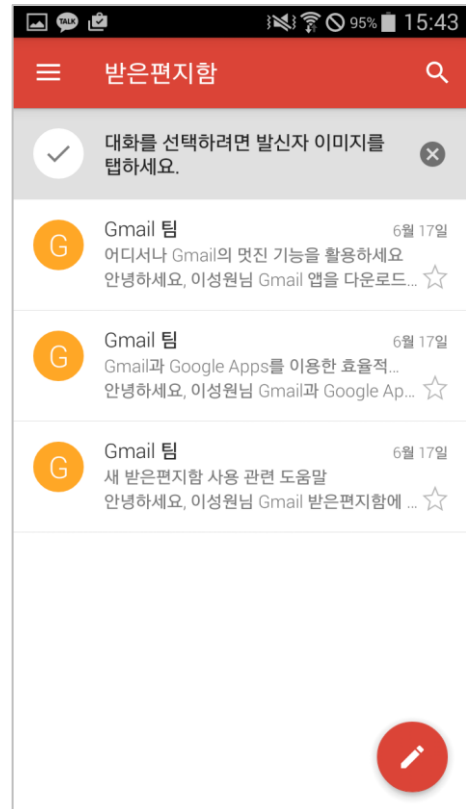 TALK 95% 15:43
받은편지함
대화를 선택하려면 발신자 이미지를
탭하세요.
G Gmail 팀 6월 17일
어디서나 Gmail의 멋진 기능을 활용하세요
안녕하세요, 이성원님 Gmail 앱을 다운로드...
G Gmail 팀 6월 17일
Gmail과 Google Apps를 이용한 효율적...
안녕하세요, 이성원님 Gmail과 Google Ap...
G Gmail 팀 6월 17일
새 받은편지함 사용 관련 도움말
안녕하세요, 이성원님 Gmail 받은편지함에 ...